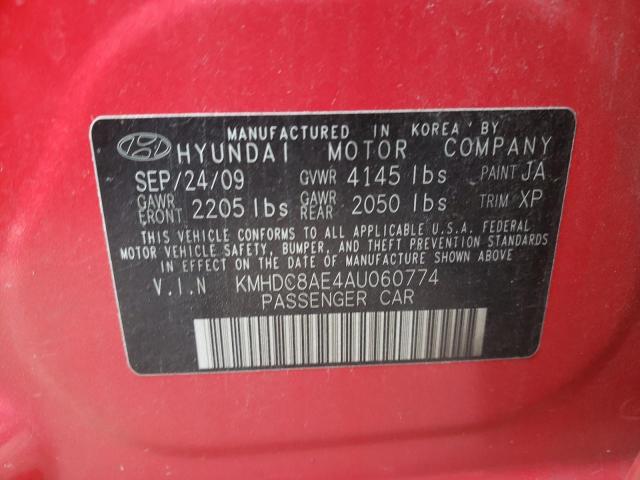 MANUFACTURED IN KOREA BY
HYUNDAI MOTOR COMPANY
SEP/24/09 GVWR 4145 lbs PAINT JA
GAWR FRONT 2205 lbs GAWR REAR 2050 lbs TRIM XP
THIS VEHICLE CONFORMS TO ALL APPLICABLE U.S.A. FEDERAL
MOTOR VEHICLE SAFETY, BUMPER, AND THEFT PREVENTION STANDARDS
IN EFFECT ON THE DATE OF MANUFACTURE SHOWN ABOVE
V.I.N KMHDC8AE4AU060774
PASSENGER CAR